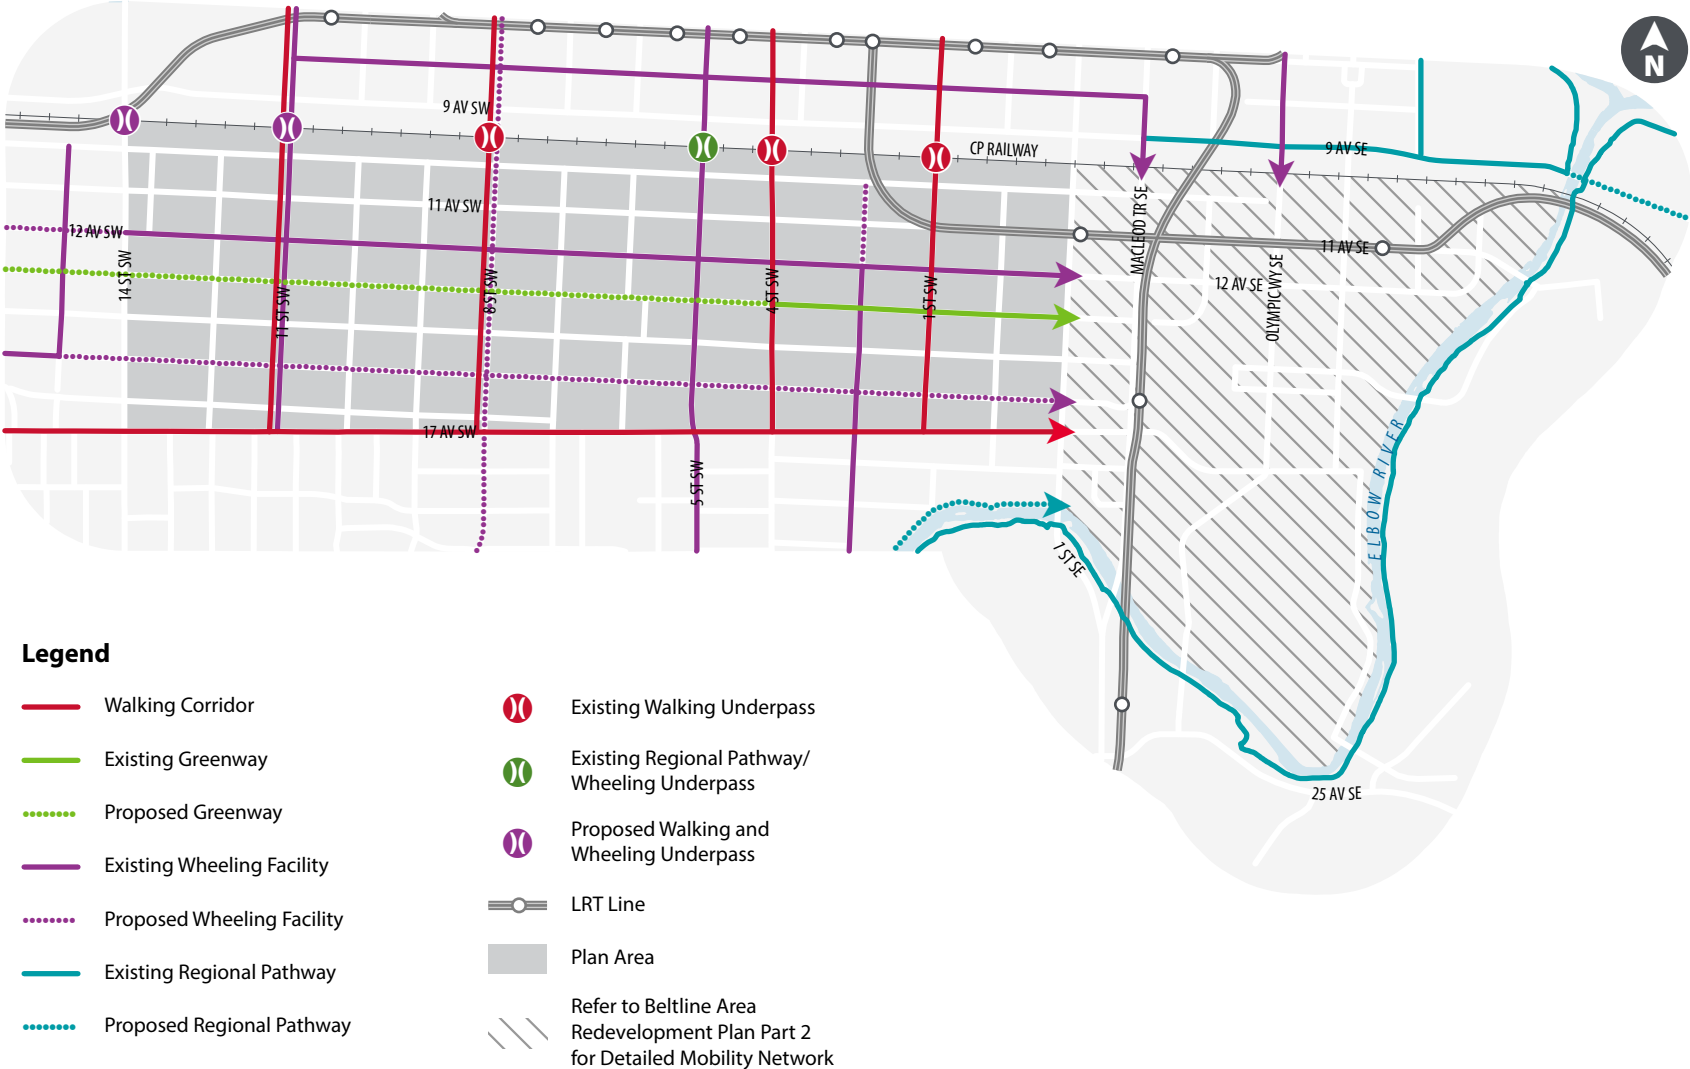 N
9 AV SW
CP RAILWAY
9 AV SE
11 AV SW
12 AV SW
14 ST SW
11 ST SW
8 ST SW
4 ST SW
1 ST SW
MACLEOD TR SE
11 AV SE
12 AV SE
OLYMPIC WY SE
17 AV SW
5 ST SW
ELBOW RIVER
1 ST SE
25 AV SE
Legend
Walking Corridor
Existing Greenway
Proposed Greenway
Existing Wheeling Facility
Proposed Wheeling Facility
Existing Regional Pathway
Proposed Regional Pathway
Existing Walking Underpass
Existing Regional Pathway/
Wheeling Underpass
Proposed Walking and
Wheeling Underpass
LRT Line
Plan Area
Refer to Beltline Area
Redevelopment Plan Part 2
for Detailed Mobility Network